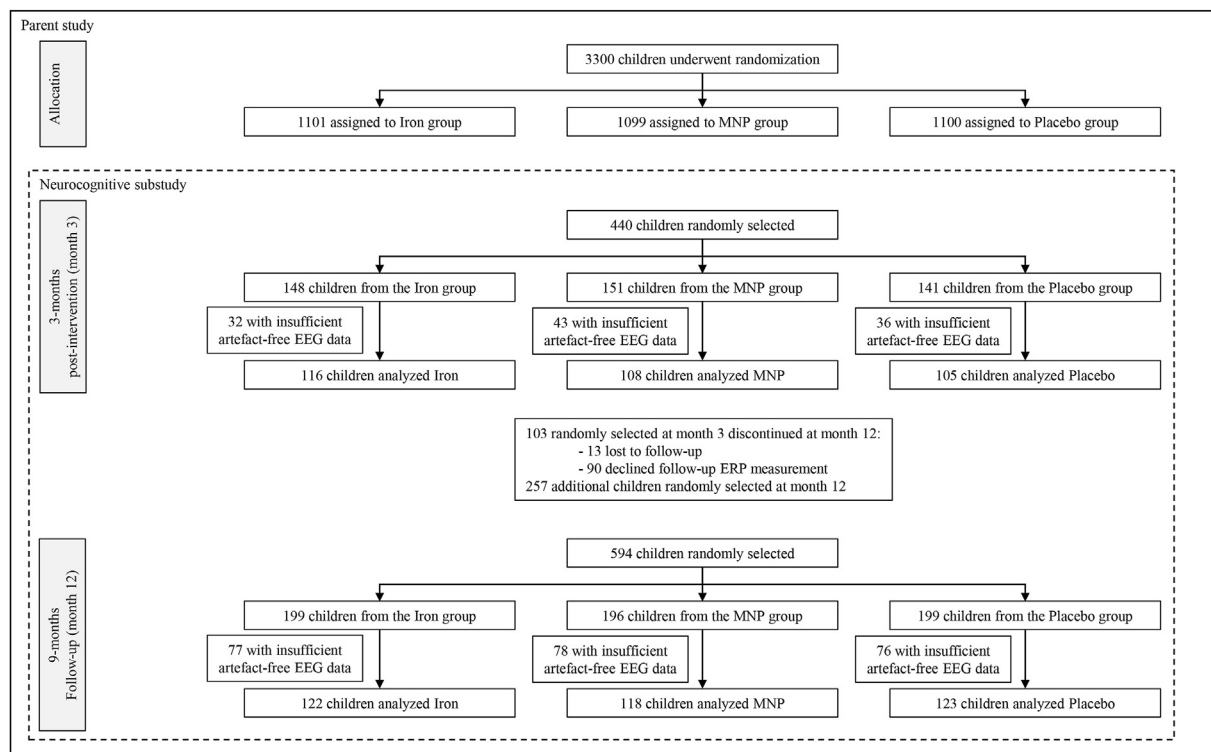 Parent study
Allocation
3300 children underwent randomization
1101 assigned to Iron group
1099 assigned to MNP group
1100 assigned to Placebo group
Neurocognitive substudy
3-months
post-intervention (month 3)
440 children randomly selected
148 children from the Iron group
151 children from the MNP group
141 children from the Placebo group
32 with insufficient
artefact-free EEG data
43 with insufficient
artefact-free EEG data
36 with insufficient
artefact-free EEG data
116 children analyzed Iron
108 children analyzed MNP
105 children analyzed Placebo
103 randomly selected at month 3 discontinued at month 12:
- 13 lost to follow-up
- 90 declined follow-up ERP measurement
257 additional children randomly selected at month 12
9-months
Follow-up (month 12)
594 children randomly selected
199 children from the Iron group
196 children from the MNP group
199 children from the Placebo group
77 with insufficient
artefact-free EEG data
78 with insufficient
artefact-free EEG data
76 with insufficient
artefact-free EEG data
122 children analyzed Iron
118 children analyzed MNP
123 children analyzed Placebo